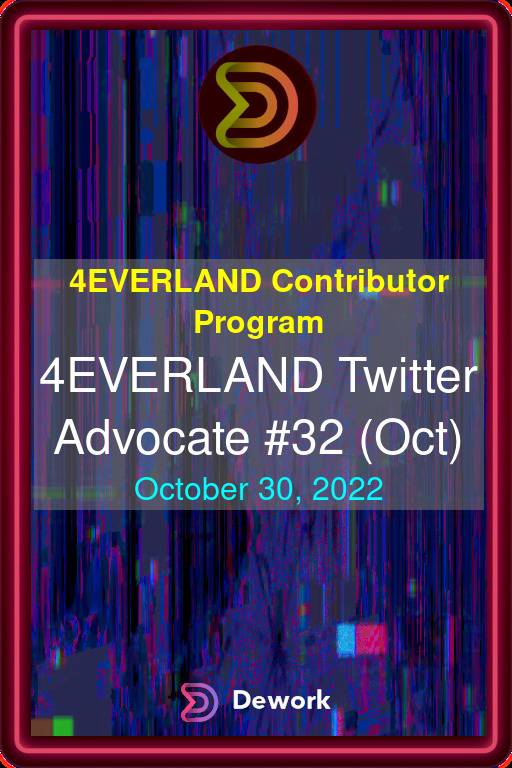 4EVERLAND Contributor
Program
4EVERLAND Twitter
Advocate #32 (Oct)
October 30, 2022
Dework